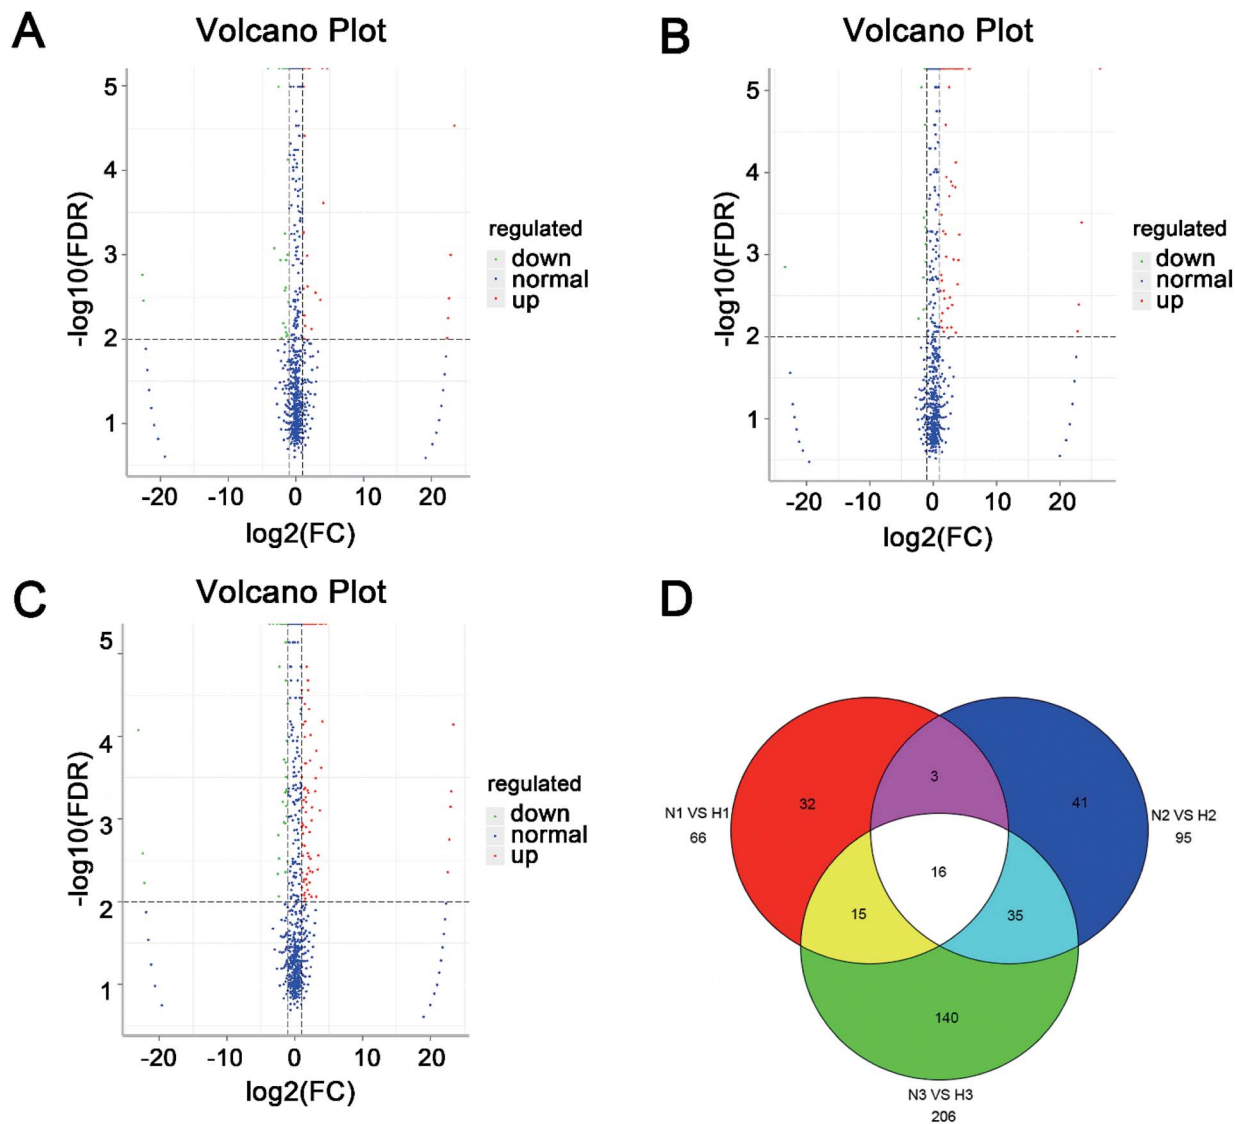 A
Volcano Plot
5
4
3
2
1
-log10(FDR)
-20 -10 0 10 20
log2(FC)
regulated
down
normal
up
B
Volcano Plot
5
4
3
2
1
-log10(FDR)
-20 -10 0 10 20
log2(FC)
regulated
down
normal
up
C
Volcano Plot
5
4
3
2
1
-log10(FDR)
-20 -10 0 10 20
log2(FC)
regulated
down
normal
up
D
3
32
41
N1 VS H1
66
N2 VS H2
95
16
15
35
140
N3 VS H3
206